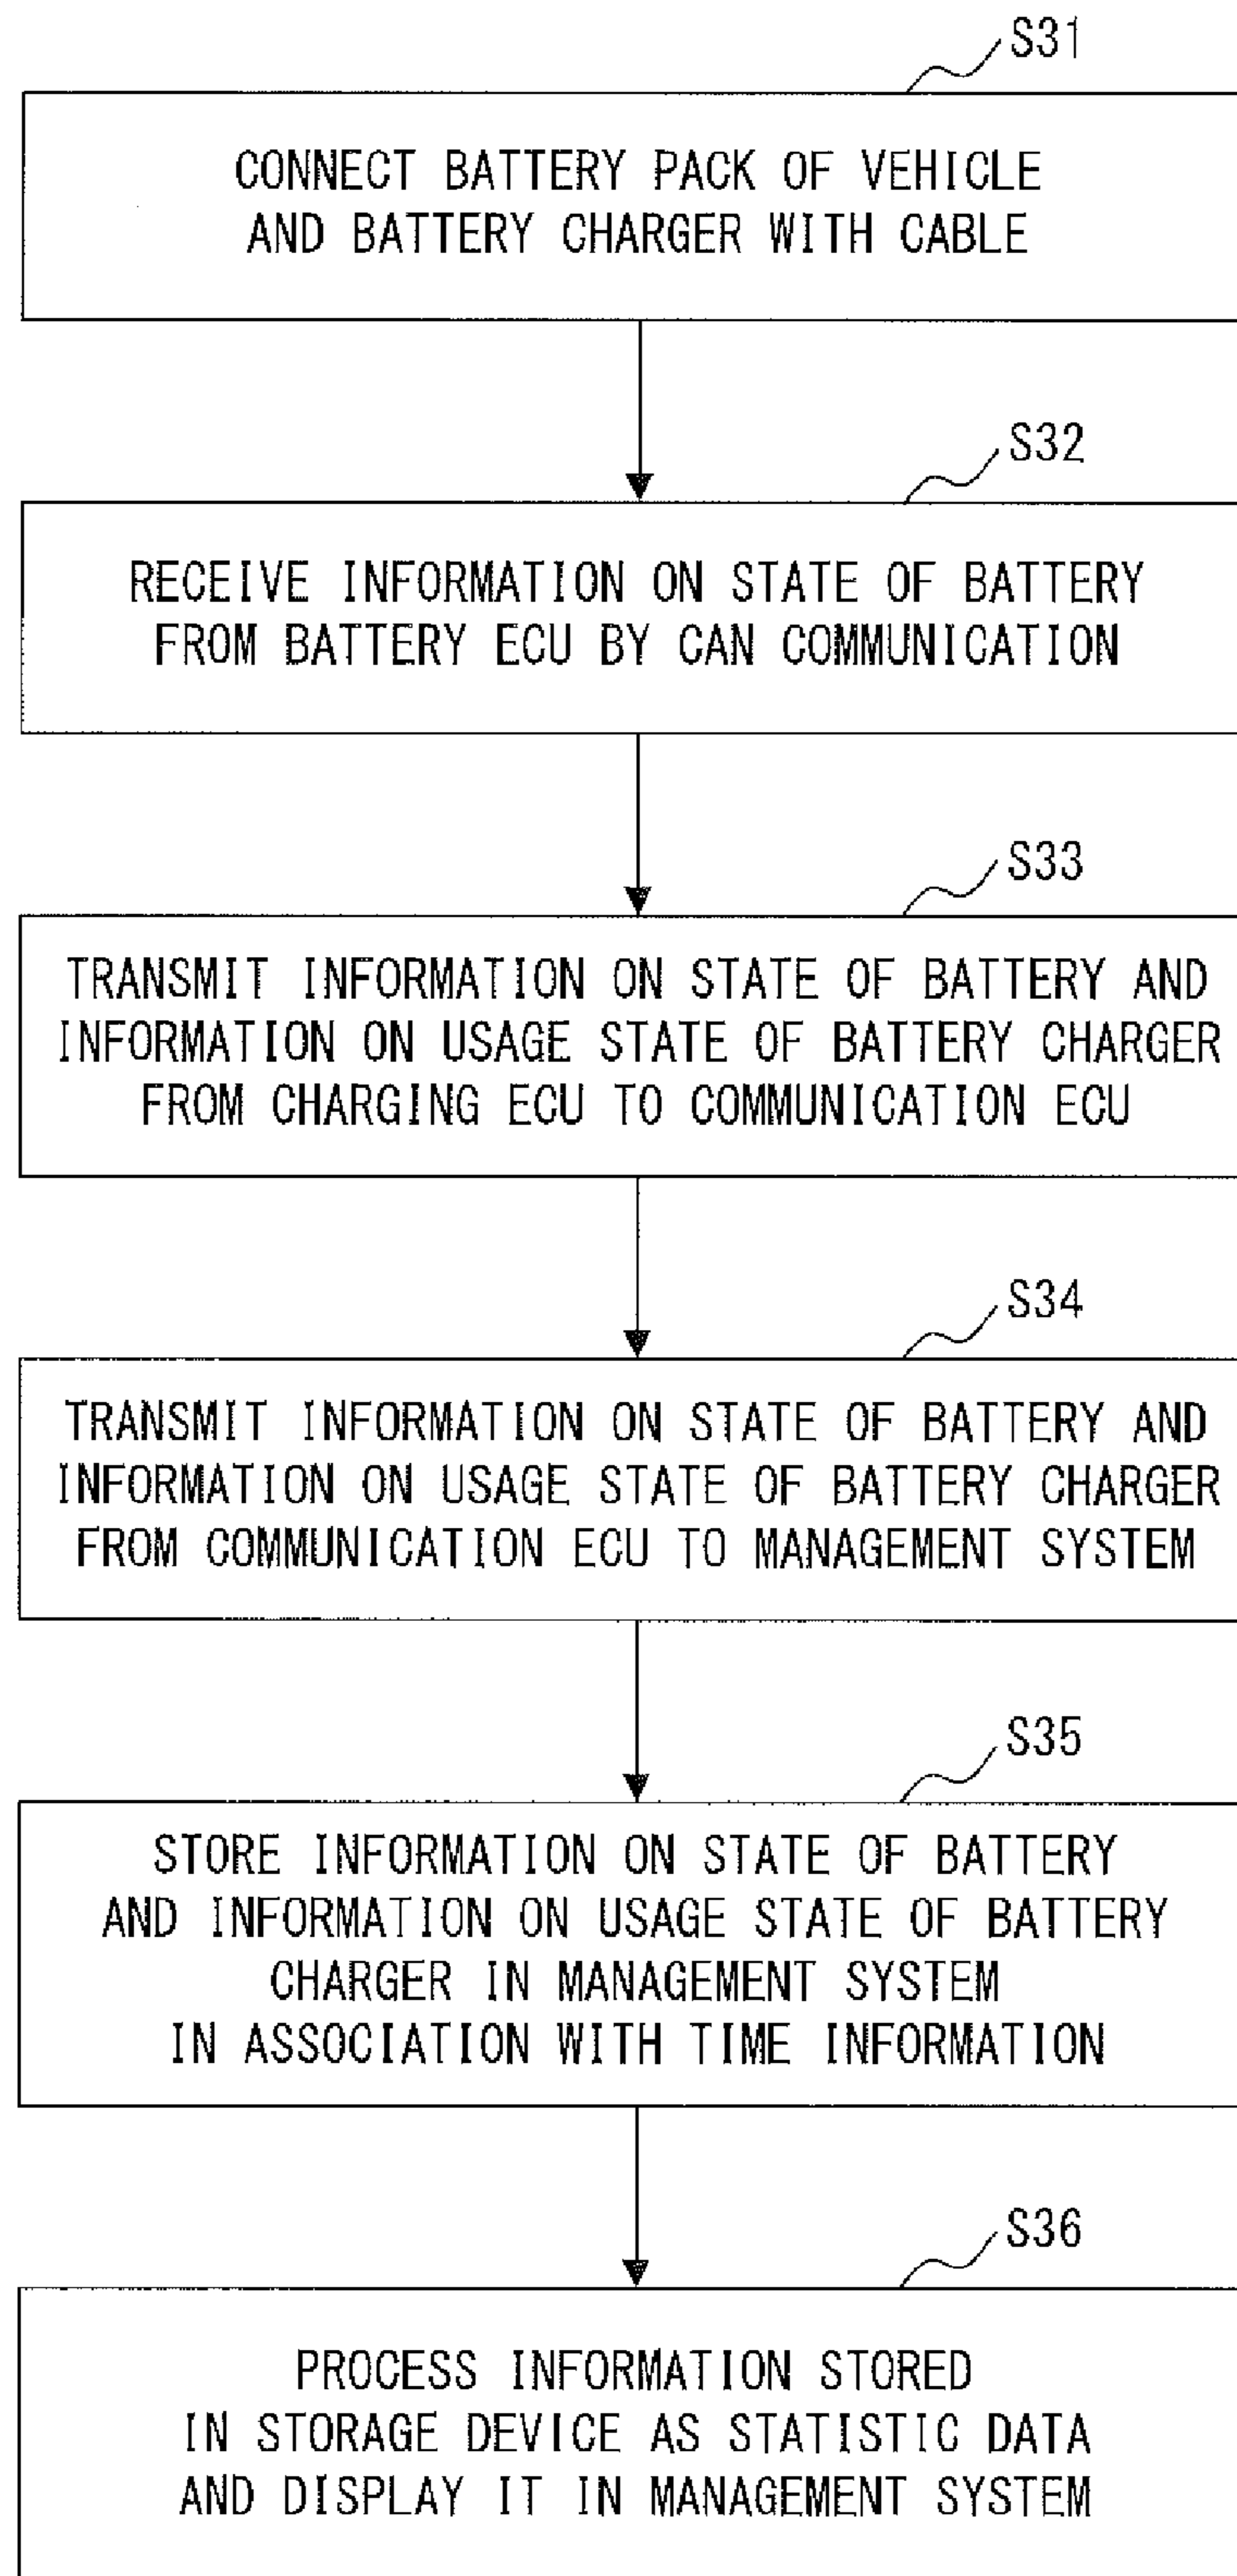 S31
CONNECT BATTERY PACK OF VEHICLE
AND BATTERY CHARGER WITH CABLE
S32
RECEIVE INFORMATION ON STATE OF BATTERY
FROM BATTERY ECU BY CAN COMMUNICATION
S33
TRANSMIT INFORMATION ON STATE OF BATTERY AND
INFORMATION ON USAGE STATE OF BATTERY CHARGER
FROM CHARGING ECU TO COMMUNICATION ECU
S34
TRANSMIT INFORMATION ON STATE OF BATTERY AND
INFORMATION ON USAGE STATE OF BATTERY CHARGER
FROM COMMUNICATION ECU TO MANAGEMENT SYSTEM
S35
STORE INFORMATION ON STATE OF BATTERY
AND INFORMATION ON USAGE STATE OF BATTERY
CHARGER IN MANAGEMENT SYSTEM
IN ASSOCIATION WITH TIME INFORMATION
S36
PROCESS INFORMATION STORED
IN STORAGE DEVICE AS STATISTIC DATA
AND DISPLAY IT IN MANAGEMENT SYSTEM